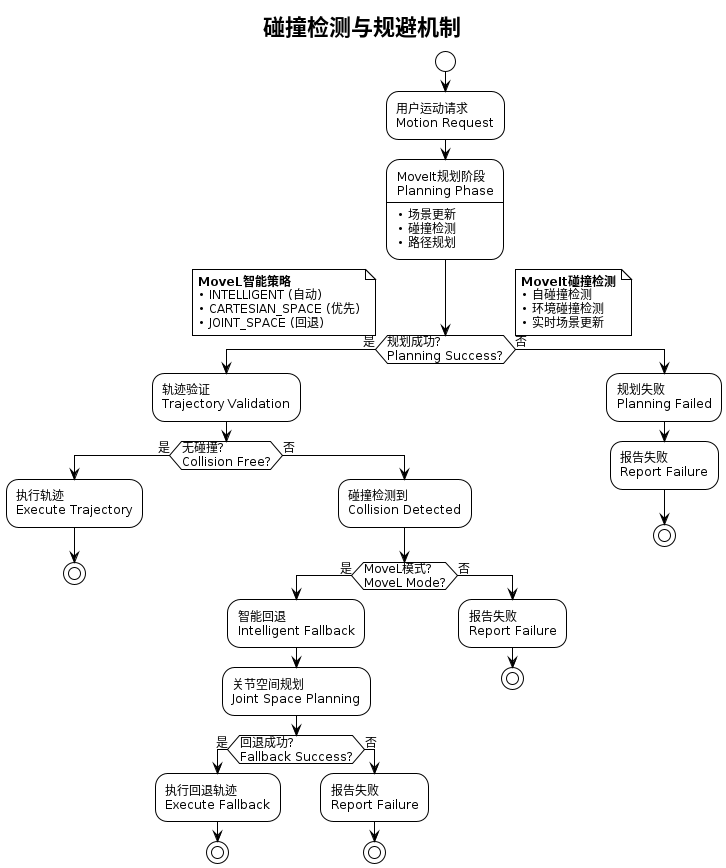 碰撞检测与规避机制
用户运动请求
Motion Request
MoveIt规划阶段
Planning Phase
• 场景更新
• 碰撞检测
• 路径规划
MoveL智能策略
• INTELLIGENT (自动)
• CARTESIAN_SPACE (优先)
• JOINT_SPACE (回退)
MoveIt碰撞检测
• 自碰撞检测
• 环境碰撞检测
• 实时场景更新
是
规划成功?
Planning Success?
否
轨迹验证
Trajectory Validation
规划失败
Planning Failed
是
无碰撞?
Collision Free?
否
报告失败
Report Failure
执行轨迹
Execute Trajectory
碰撞检测到
Collision Detected
是
MoveL模式?
MoveL Mode?
否
智能回退
Intelligent Fallback
报告失败
Report Failure
关节空间规划
Joint Space Planning
是
回退成功?
Fallback Success?
否
执行回退轨迹
Execute Fallback
报告失败
Report Failure